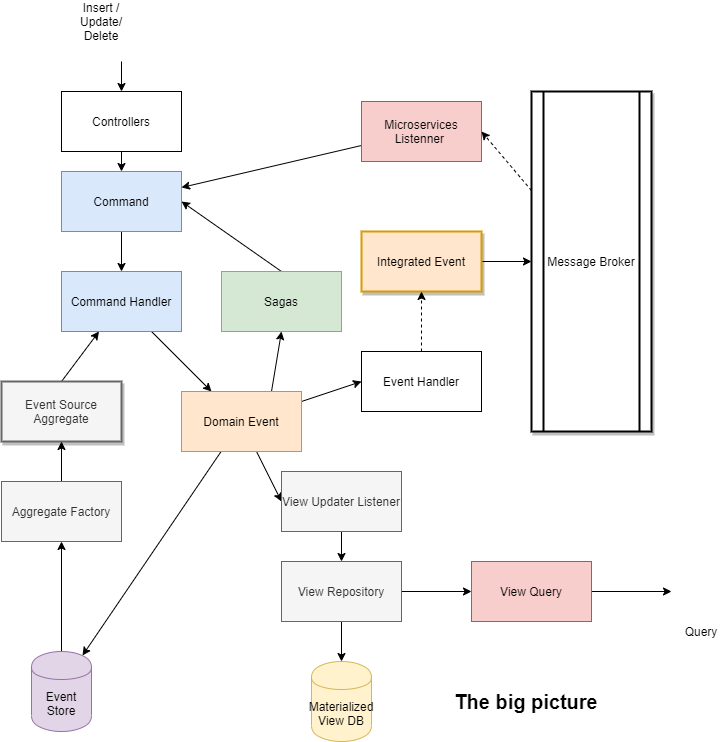 Insert /
Update/
Delete
Controllers
Microservices
Listenner
Command
Integrated Event
Message Broker
Command Handler
Sagas
Event Handler
Event Source
Aggregate
Domain Event
Aggregate Factory
View Updater Listener
View Repository
View Query
Query
Event
Store
Materialized
View DB
The big picture